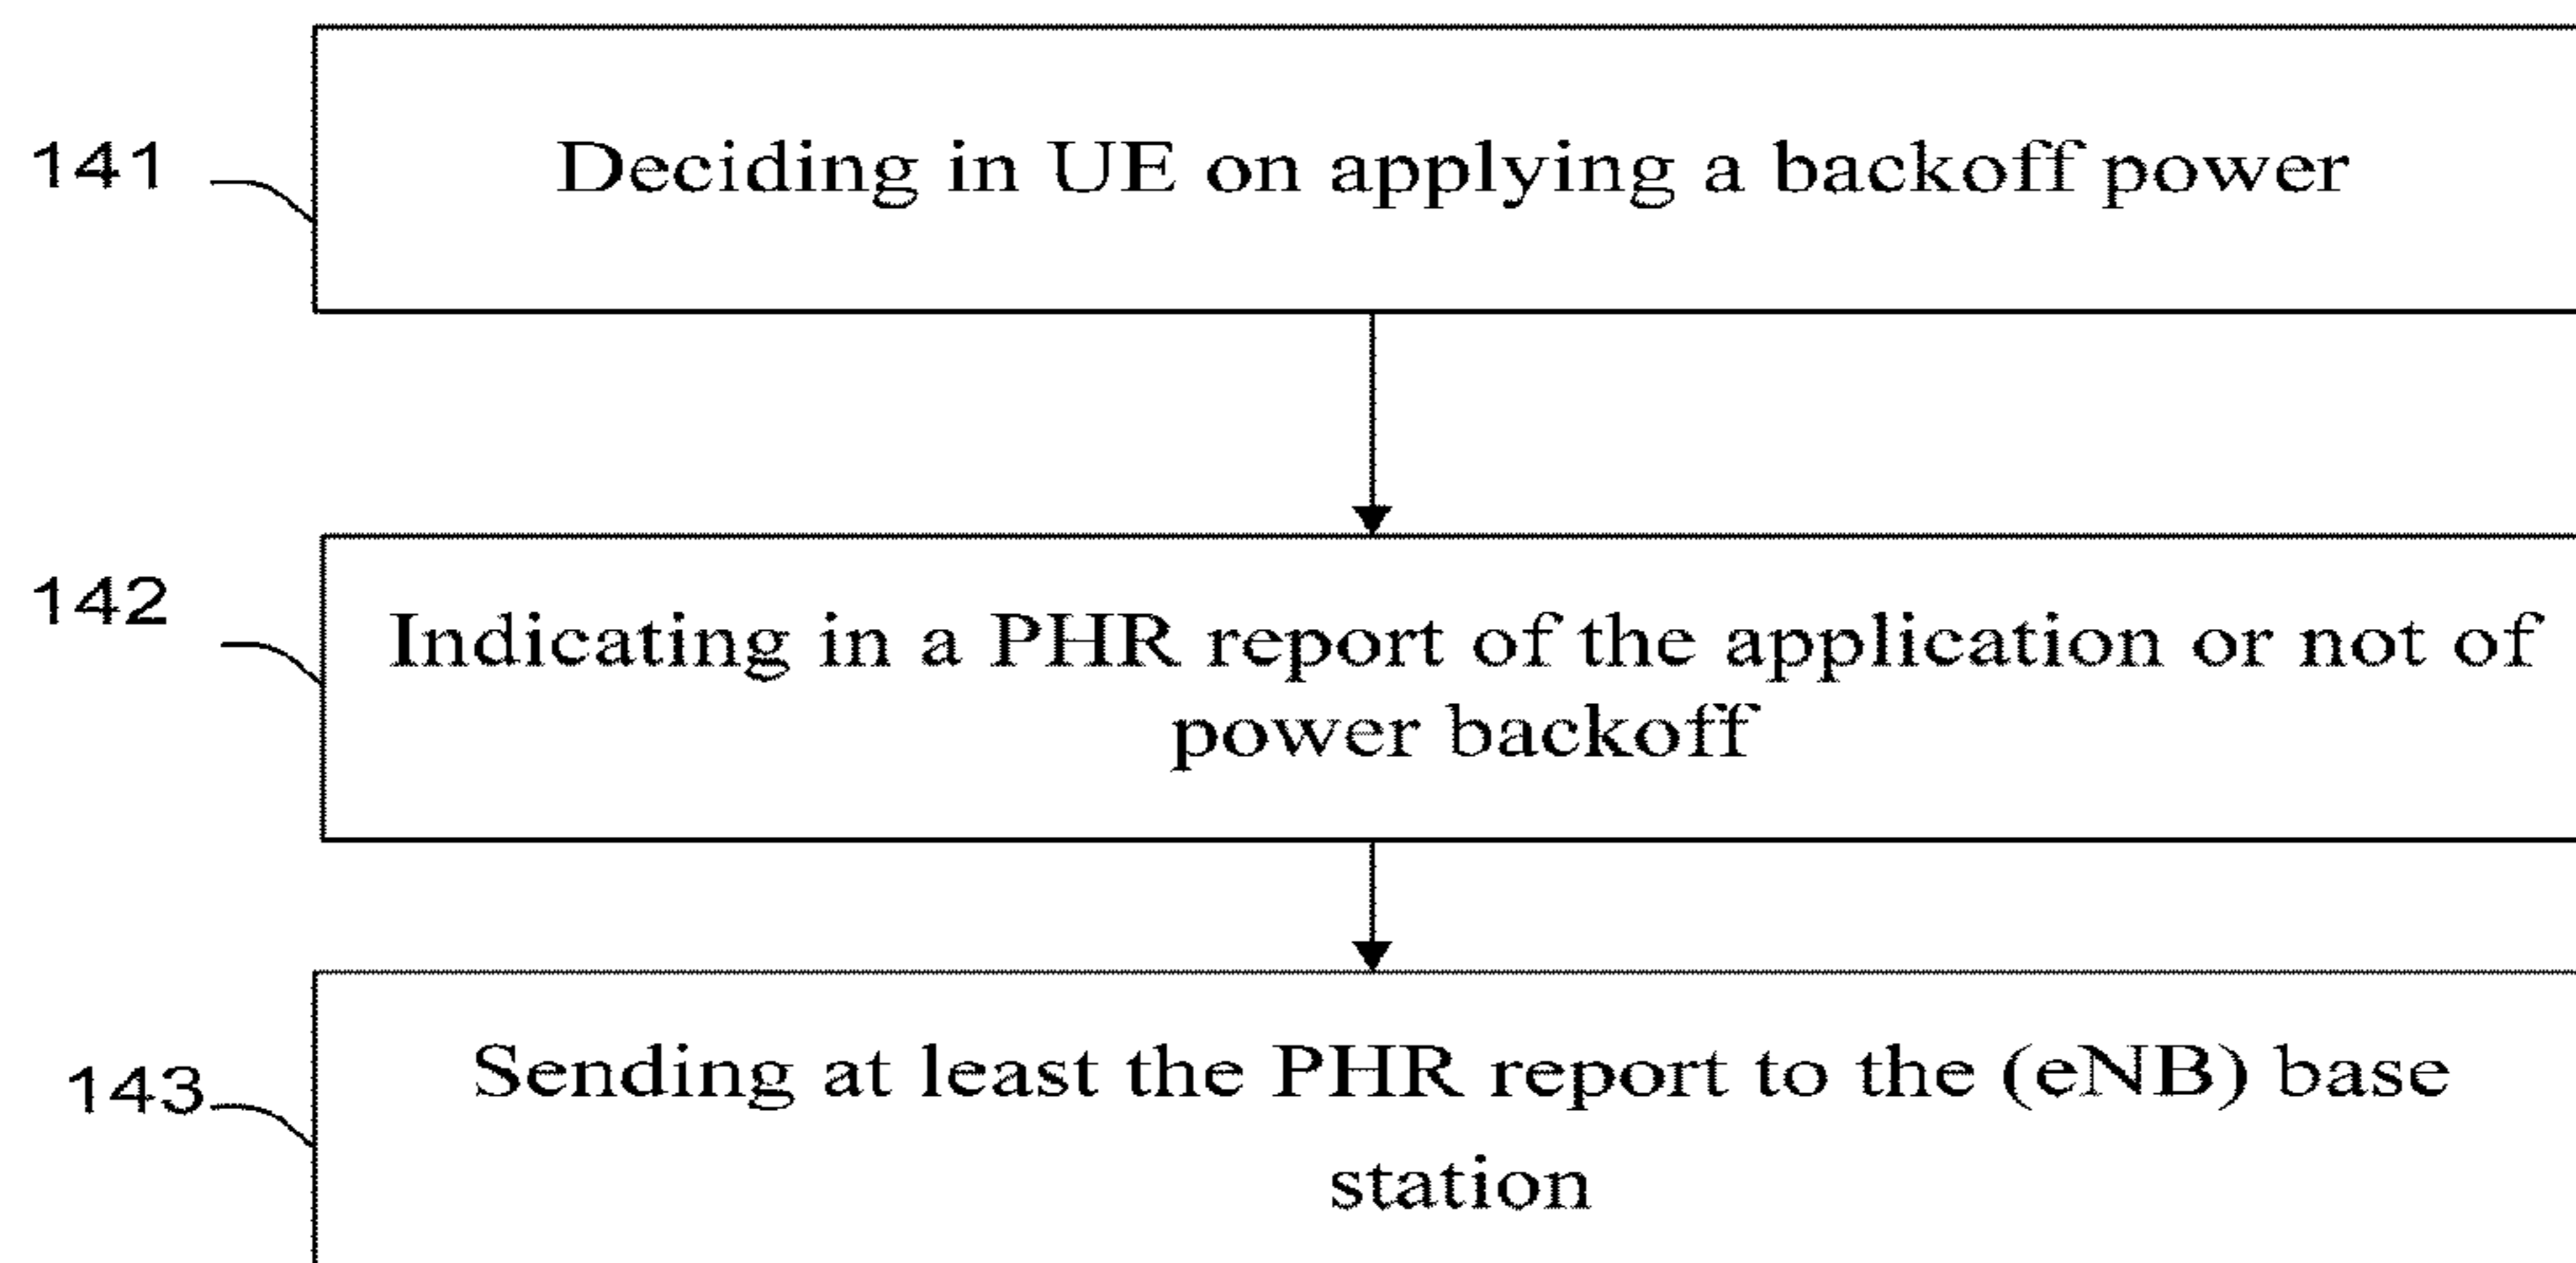 141
Deciding in UE on applying a backoff power
142
Indicating in a PHR report of the application or not of
power backoff
143
Sending at least the PHR report to the (eNB) base
station